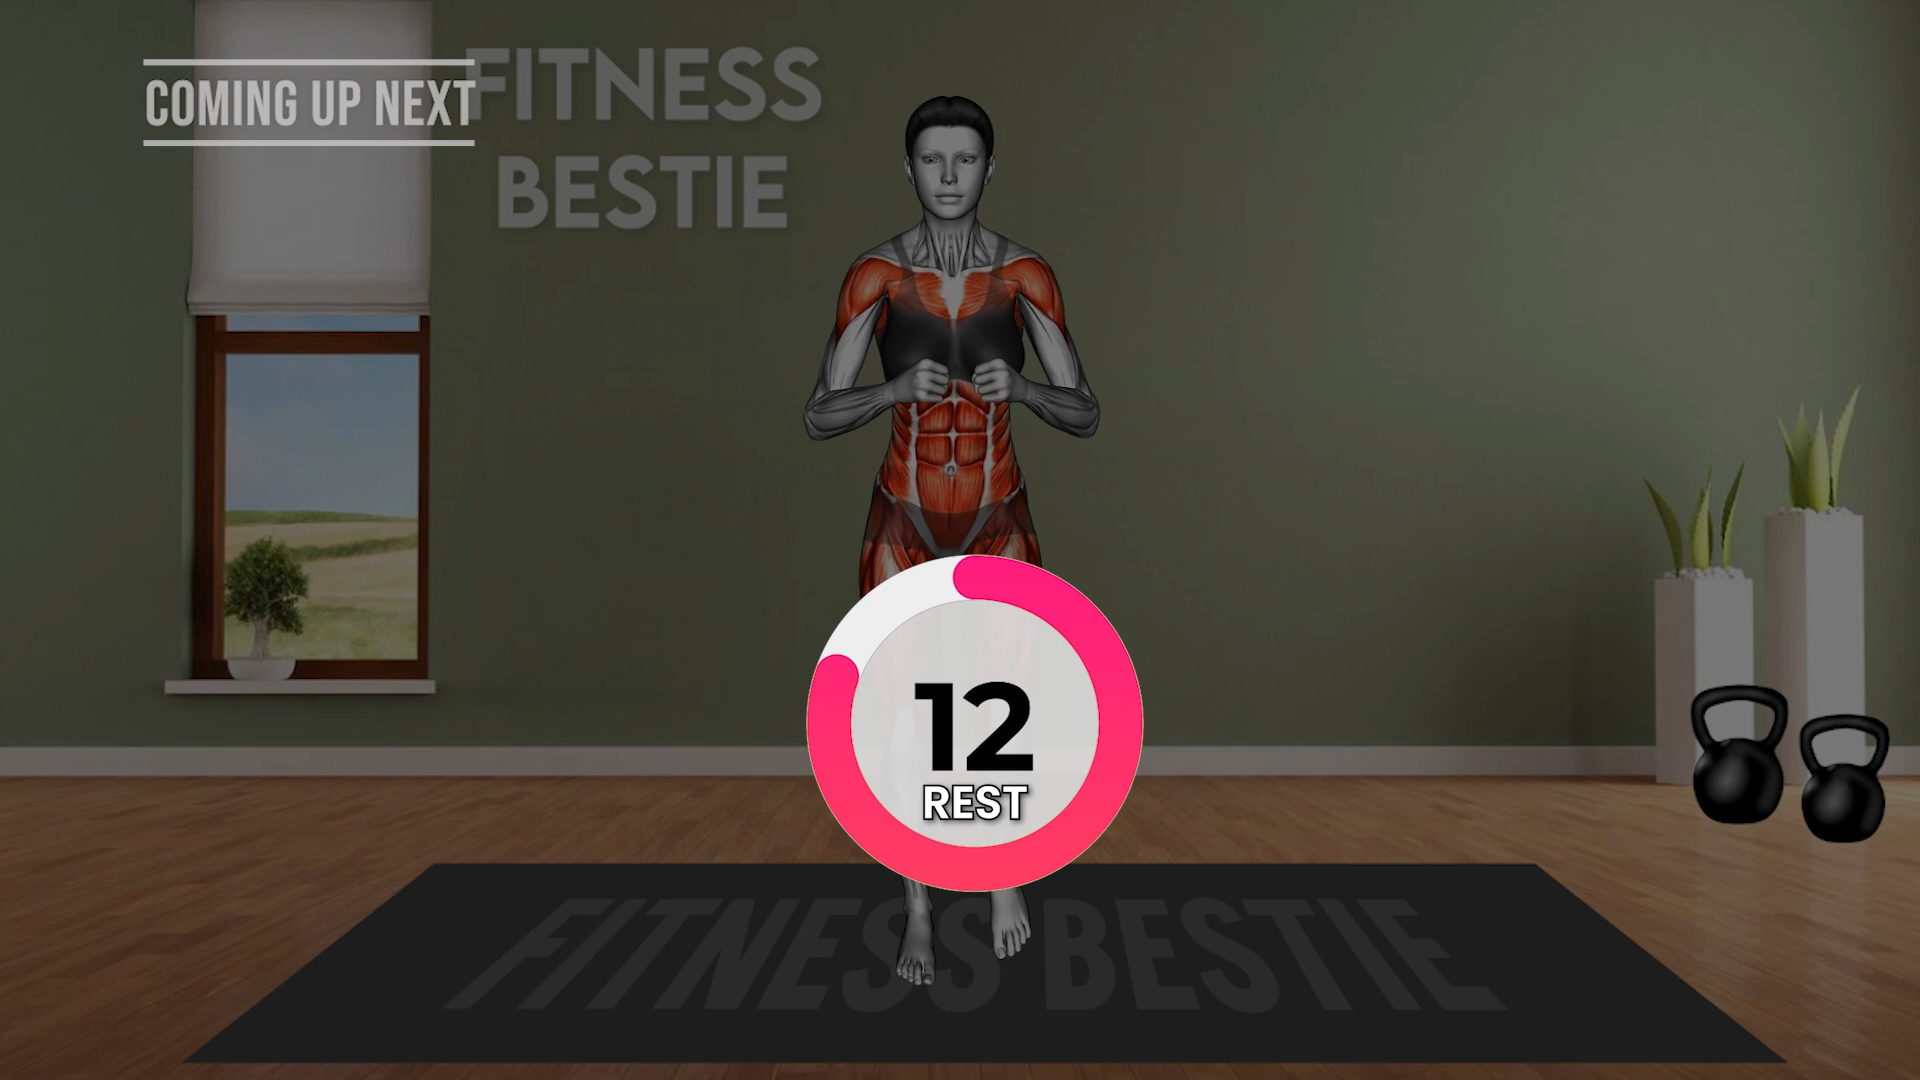 COMING UP NEXT
FITNESS
BESTIE
12
REST
FITNESS BESTIE